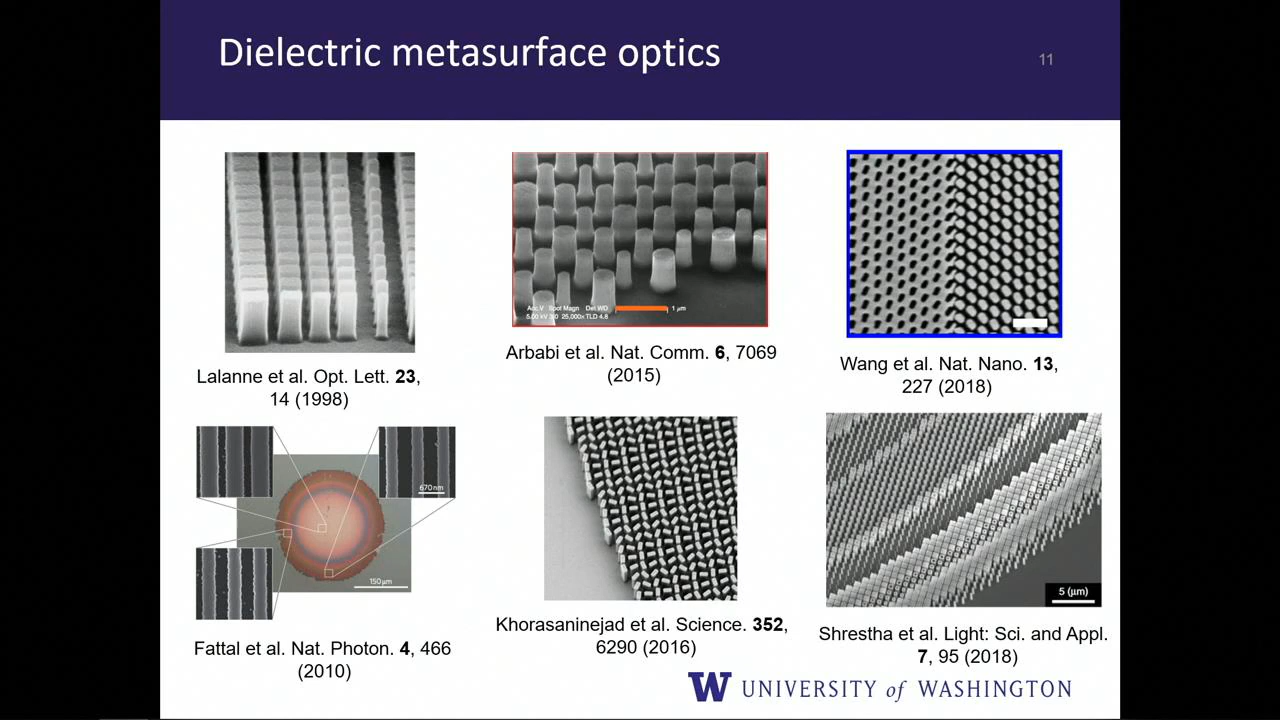 Dielectric metasurface optics
11
Acc.V Spot Magn Det WD
5.00 kV 3.0 25,000x TLD 4.8
1 μm
Lalanne et al. Opt. Lett. 23,
14 (1998)
Arbabi et al. Nat. Comm. 6, 7069
(2015)
Wang et al. Nat. Nano. 13,
227 (2018)
670 nm
150 μm
5 (μm)
Fattal et al. Nat. Photon. 4, 466
(2010)
Khorasaninejad et al. Science. 352,
6290 (2016)
Shrestha et al. Light: Sci. and Appl.
7, 95 (2018)
W UNIVERSITY of WASHINGTON